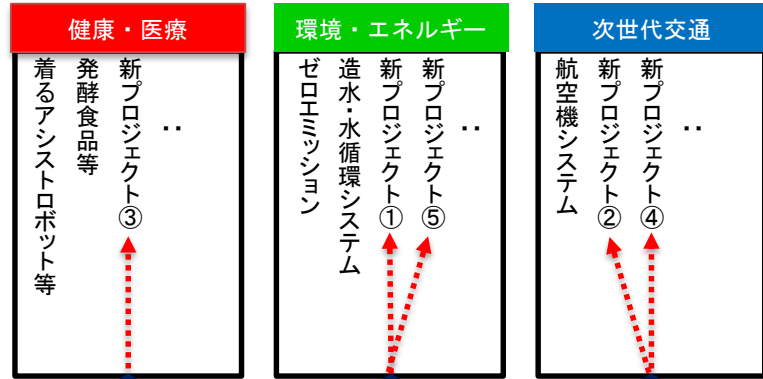 健康・医療
着るアシストロボット等
発酵食品等
新プロジェクト③
‥
環境・エネルギー
ゼロエミッション
造水・水循環システム
新プロジェクト①
新プロジェクト⑤
‥
次世代交通
航空機システム
新プロジェクト②
新プロジェクト④
‥